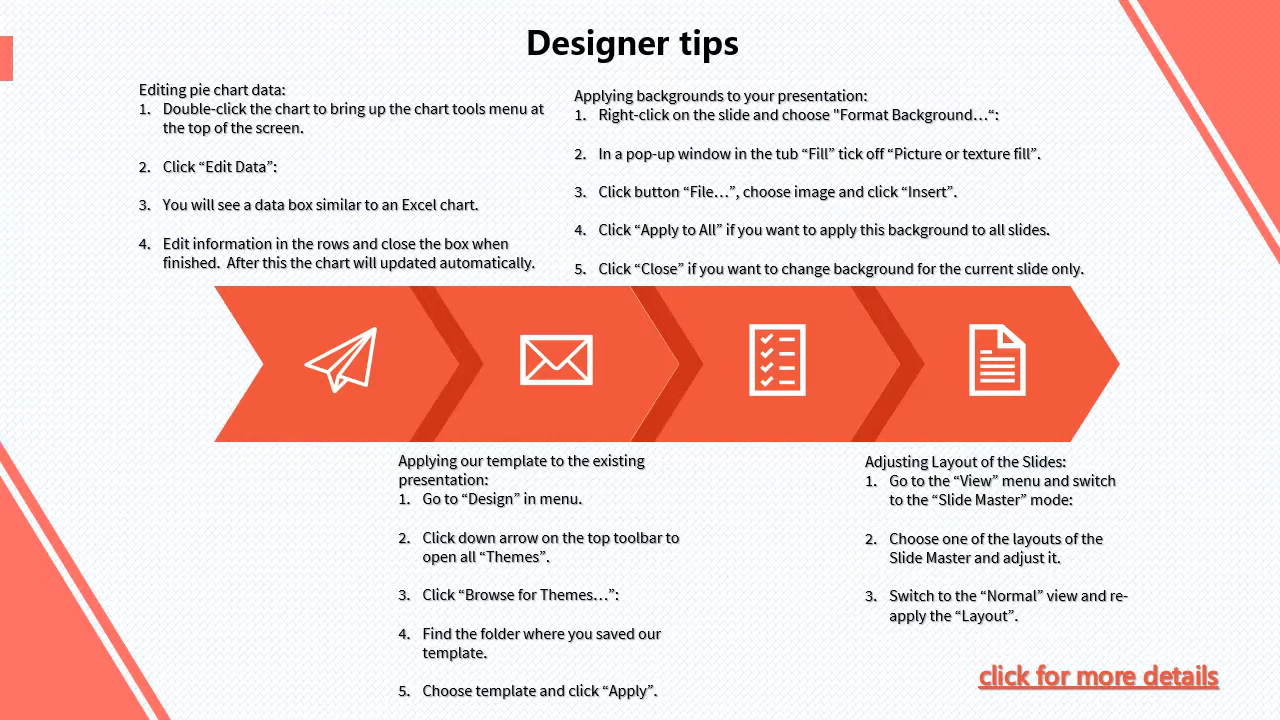 Designer tips
Editing pie chart data:
1. Double-click the chart to bring up the chart tools menu at
the top of the screen.
2. Click “Edit Data”:
3. You will see a data box similar to an Excel chart.
4. Edit information in the rows and close the box when
finished.  After this the chart will updated automatically.
Applying backgrounds to your presentation:
1. Right-click on the slide and choose "Format Background…“:
2. In a pop-up window in the tub “Fill” tick off “Picture or texture fill”.
3. Click button “File…”, choose image and click “Insert”.
4. Click “Apply to All” if you want to apply this background to all slides.
5. Click “Close” if you want to change background for the current slide only.
Applying our template to the existing
presentation:
1. Go to “Design” in menu.
2. Click down arrow on the top toolbar to
open all “Themes”.
3. Click “Browse for Themes…”:
4. Find the folder where you saved our
template.
5. Choose template and click “Apply”.
Adjusting Layout of the Slides:
1. Go to the “View” menu and switch
to the “Slide Master” mode:
2. Choose one of the layouts of the
Slide Master and adjust it.
3. Switch to the “Normal” view and re-
apply the “Layout”.
click for more details